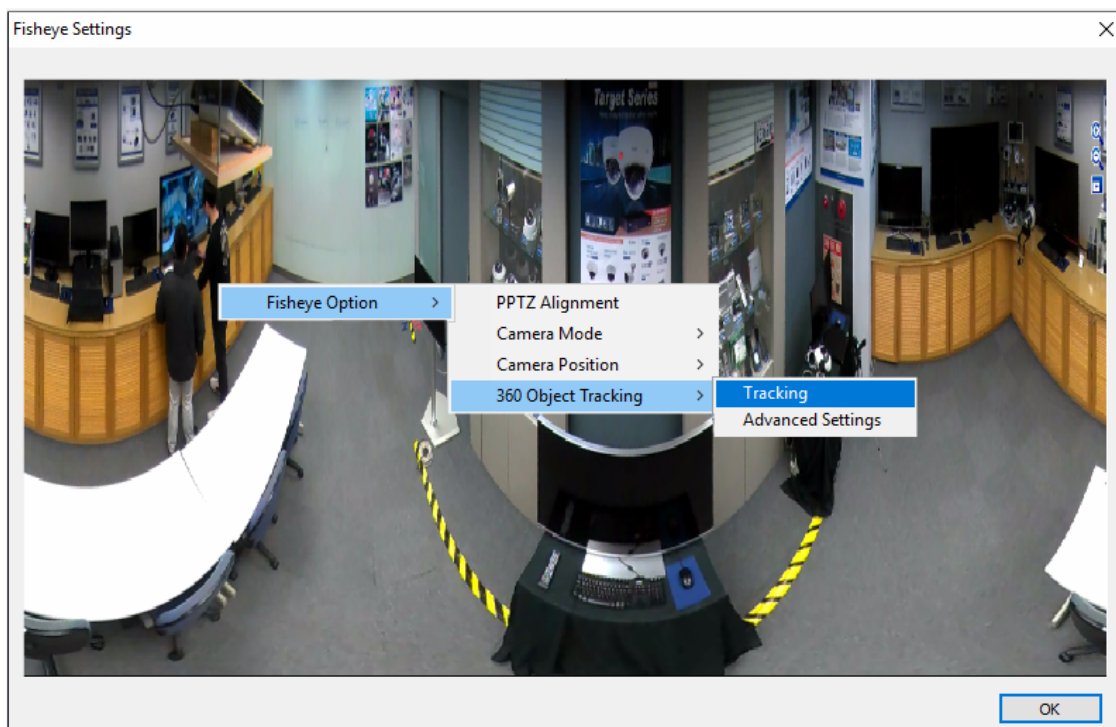 Fisheye Settings
Target Series
Fisheye Option
PPTZ Alignment
Camera Mode
Camera Position
360 Object Tracking
Tracking
Advanced Settings
OK